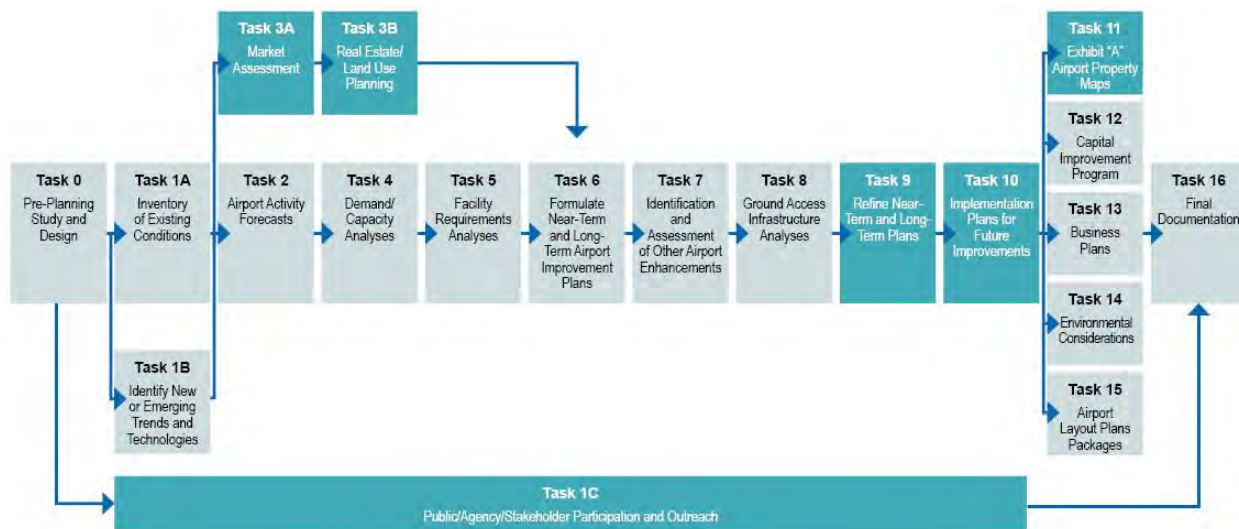 Task 3A
Market
Assessment
Task 3B
Real Estate/
Land Use
Planning
Task 11
Exhibit "A"
Airport Property
Maps
Task 12
Capital
Improvement
Program
Task 0
Pre-Planning
Study and
Design
Task 1A
Inventory
of Existing
Conditions
Task 2
Airport Activity
Forecasts
Task 4
Demand/
Capacity
Analyses
Task 5
Facility
Requirements
Analyses
Task 6
Formulate
Near-Term
and Long-
Term Airport
Improvement
Plans
Task 7
Identification
and
Assessment
of Other Airport
Enhancements
Task 8
Ground Access
Infrastructure
Analyses
Task 9
Refine Near-
Term and Long-
Term Plans
Task 10
Implementation
Plans for
Future
Improvements
Task 13
Business
Plans
Task 16
Final
Documentation
Task 14
Environmental
Considerations
Task 1B
Identify New
or Emerging
Trends and
Technologies
Task 15
Airport
Layout Plans
Packages
Task 1C
Public/Agency/Stakeholder Participation and Outreach